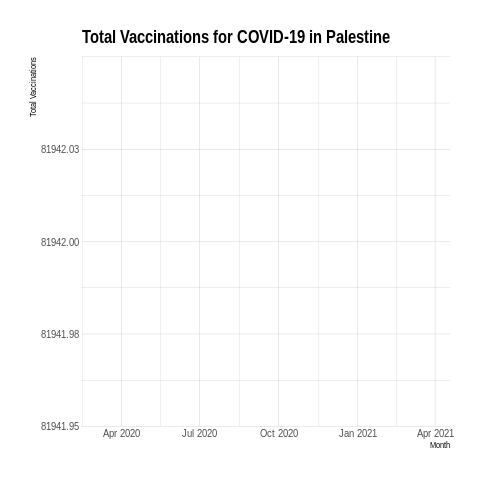 Total Vaccinations for COVID-19 in Palestine
Total Vaccinations
81942.03
81942.00
81941.98
81941.95
Apr 2020
Jul 2020
Oct 2020
Jan 2021
Apr 2021
Month